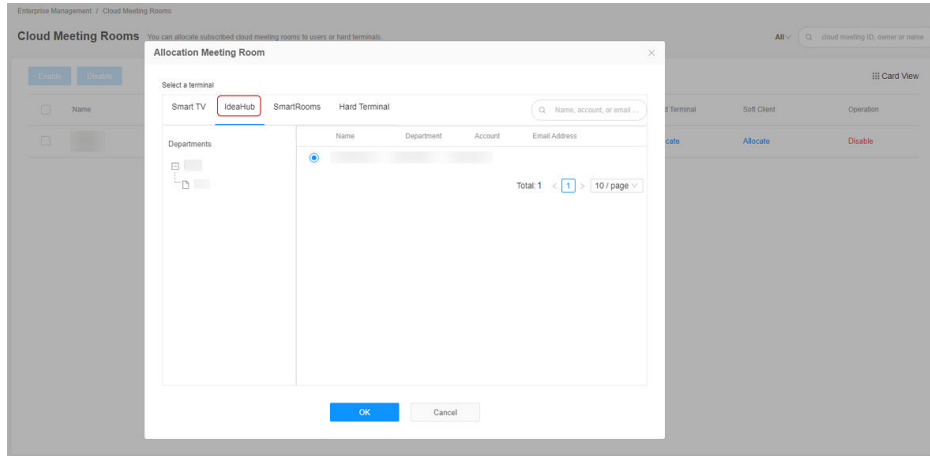 Enterprise Management / Cloud Meeting Rooms
Cloud Meeting Rooms You can allocate subscribed cloud meeting rooms to users or hard terminals.
All
cloud meeting ID, owner or name
Allocation Meeting Room
Enable Disable
Card View
Select a terminal
Smart TV IdeaHub SmartRooms Hard Terminal
Name, account, or email ...
Name
Terminal Soft Client Operation
Departments
Name Department Account Email Address
Allocate Disable
Total: 1 < 1 > 10 / page
OK Cancel